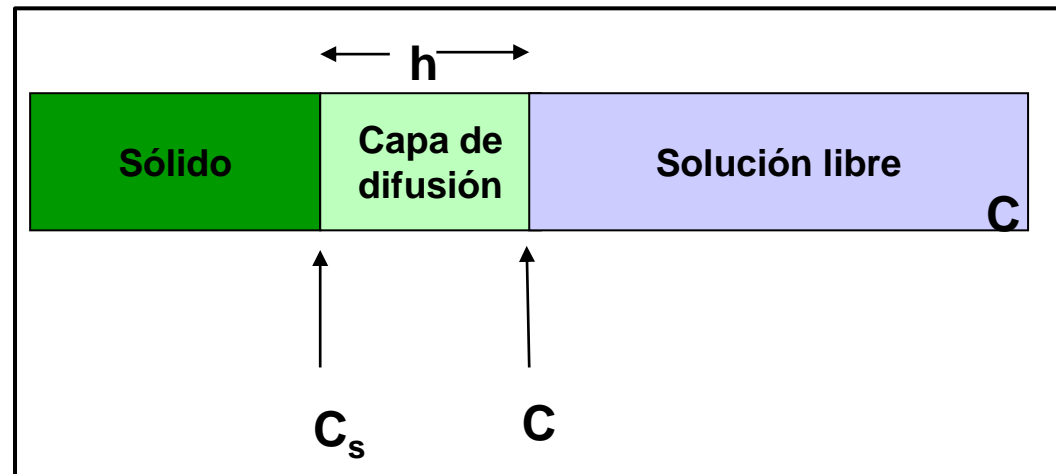 h
Sólido
Capa de
difusión
Solución libre
C
Cₛ
C